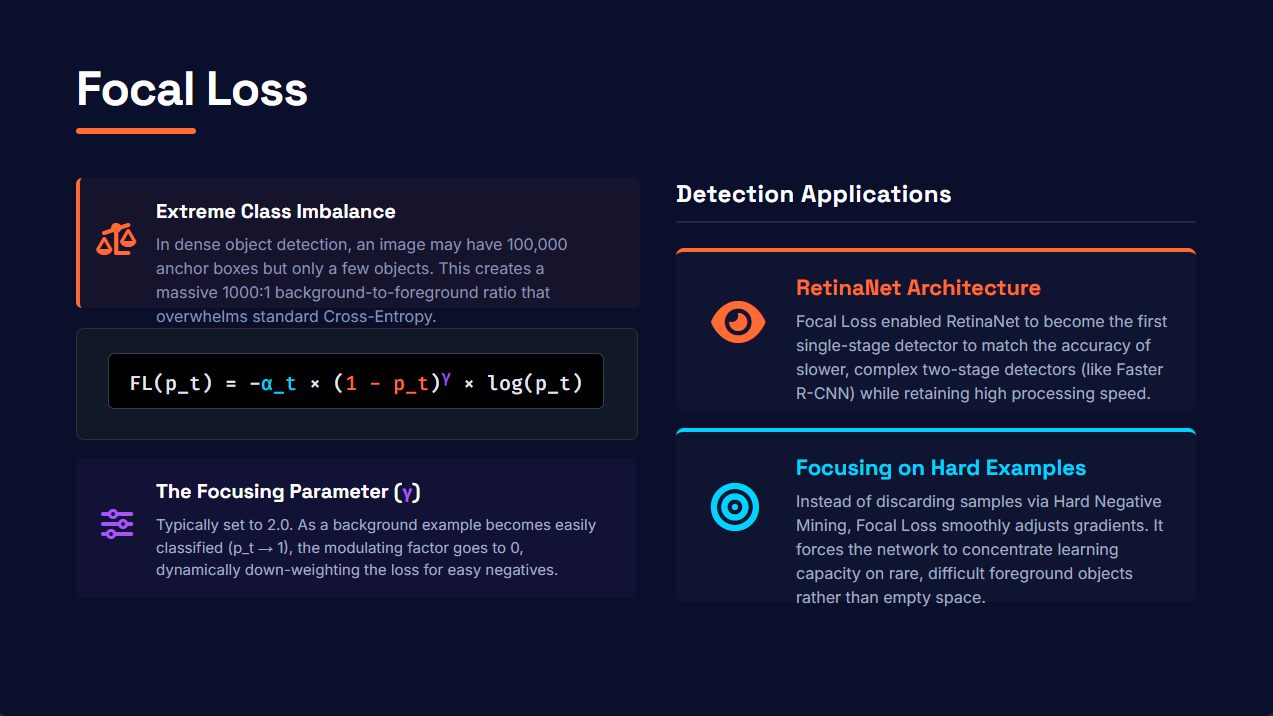 Focal Loss
Extreme Class Imbalance
In dense object detection, an image may have 100,000
anchor boxes but only a few objects. This creates a
massive 1000:1 background-to-foreground ratio that
overwhelms standard Cross-Entropy.
FL(p_t) = -α_t × (1 - p_t)^γ × log(p_t)
The Focusing Parameter (γ)
Typically set to 2.0. As a background example becomes easily
classified (p_t → 1), the modulating factor goes to 0,
dynamically down-weighting the loss for easy negatives.
Detection Applications
RetinaNet Architecture
Focal Loss enabled RetinaNet to become the first
single-stage detector to match the accuracy of
slower, complex two-stage detectors (like Faster
R-CNN) while retaining high processing speed.
Focusing on Hard Examples
Instead of discarding samples via Hard Negative
Mining, Focal Loss smoothly adjusts gradients. It
forces the network to concentrate learning
capacity on rare, difficult foreground objects
rather than empty space.